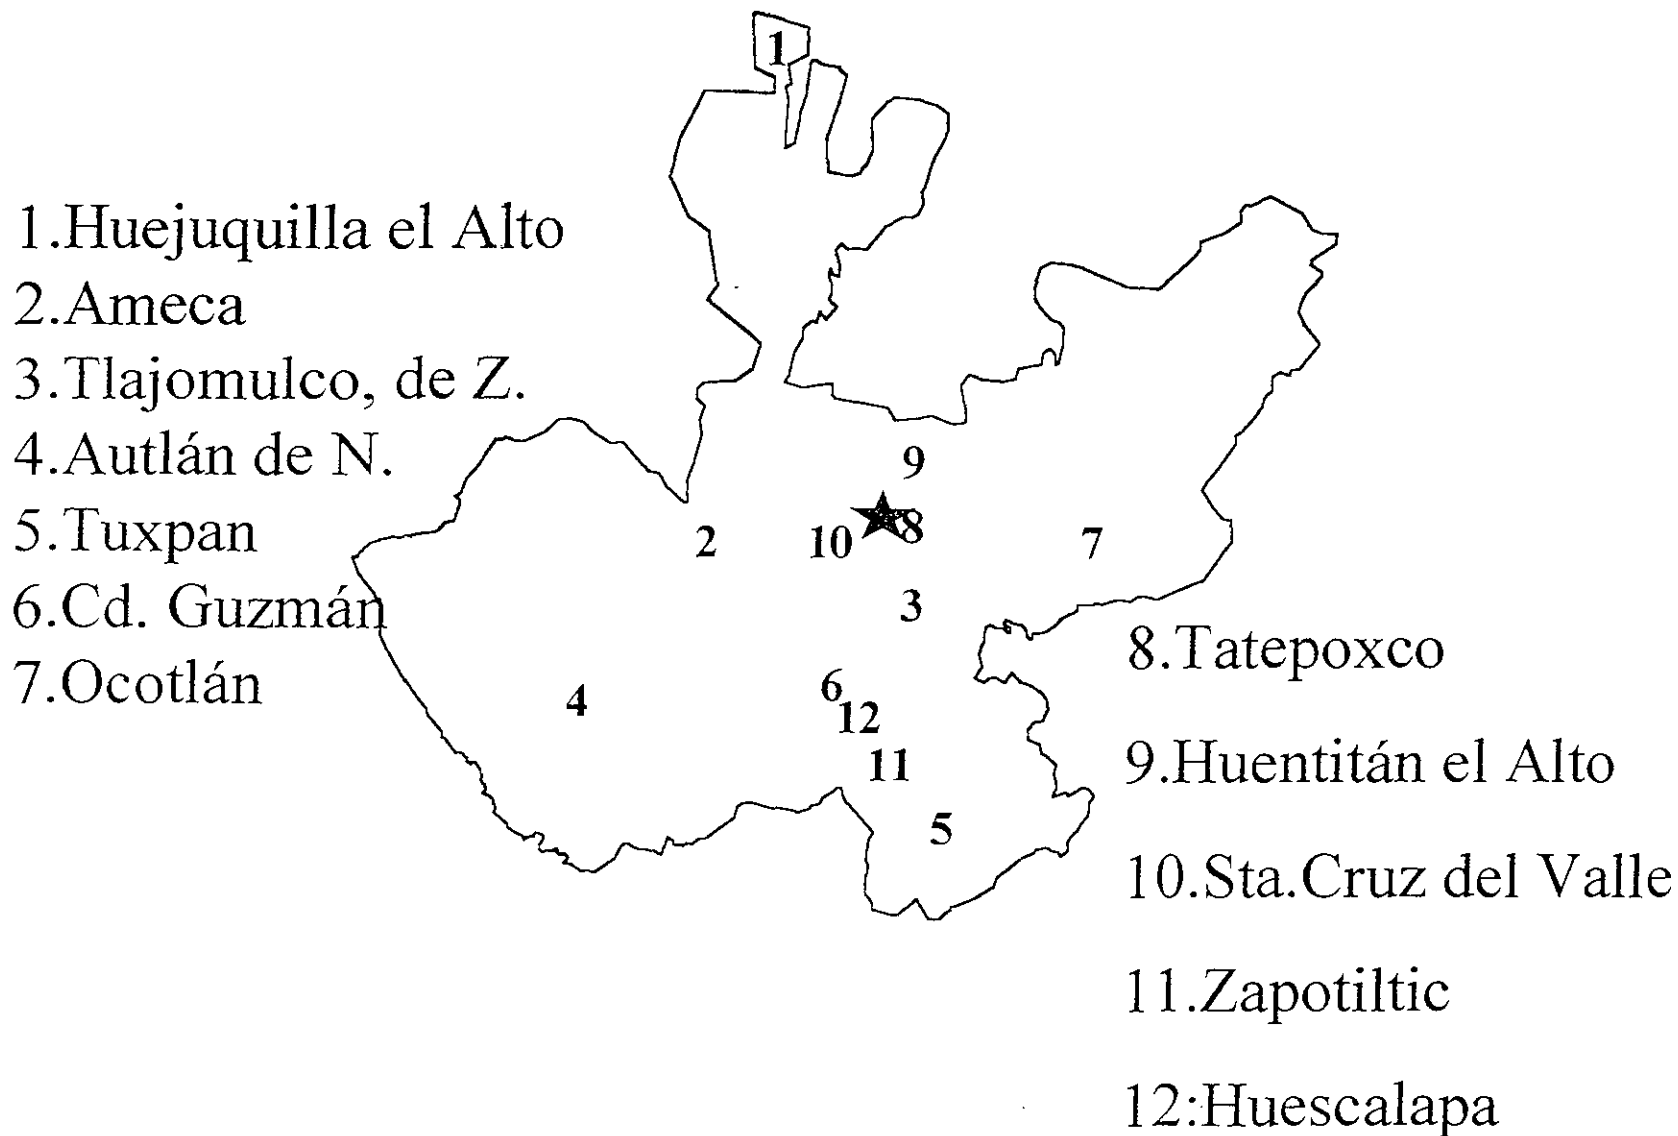 1
1.Huejuquilla el Alto
2.Ameca
3.Tlajomulco, de Z.
4.Autlán de N.
5.Tuxpan
6.Cd. Guzmán
7.Ocotlán
9
8
2
10
7
3
6
4
12
11
5
8.Tatepoxco
9.Huentitán el Alto
10.Sta.Cruz del Valle
11.Zapotiltic
12:Huescalapa